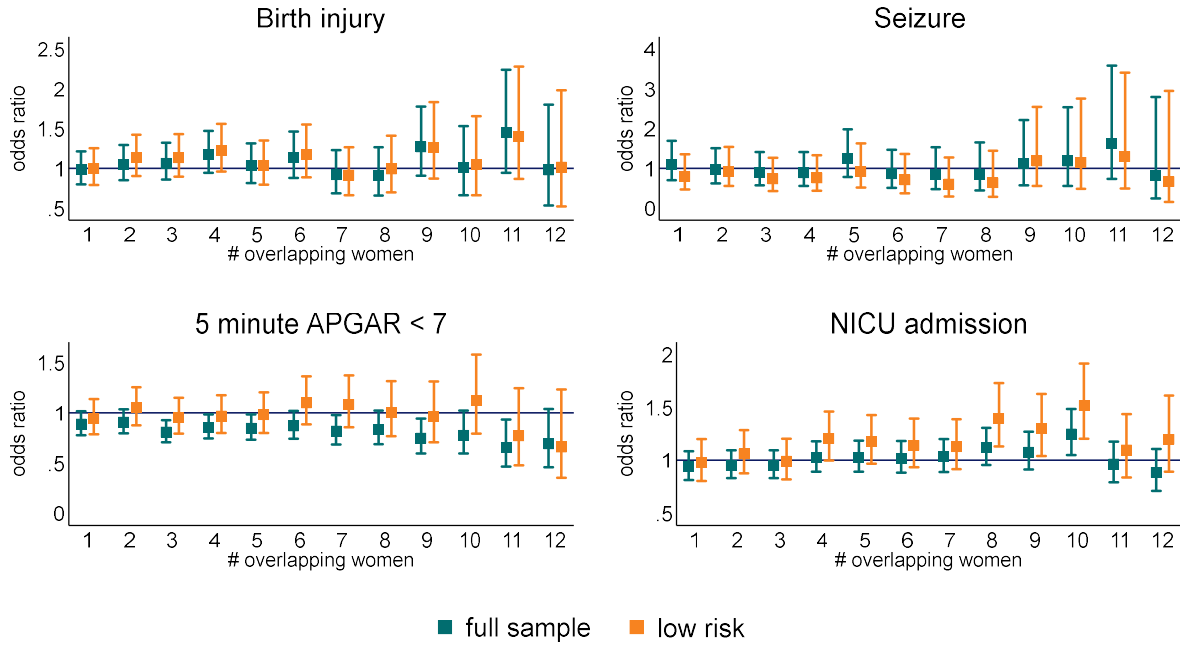 Birth injury
odds ratio
2.5
2
1.5
1
.5
1 2 3 4 5 6 7 8 9 10 11 12
# overlapping women
Seizure
odds ratio
4
3
2
1
0
1 2 3 4 5 6 7 8 9 10 11 12
# overlapping women
5 minute APGAR < 7
odds ratio
1.5
1
.5
0
1 2 3 4 5 6 7 8 9 10 11 12
# overlapping women
NICU admission
odds ratio
2
1.5
1
.5
1 2 3 4 5 6 7 8 9 10 11 12
# overlapping women
full sample low risk